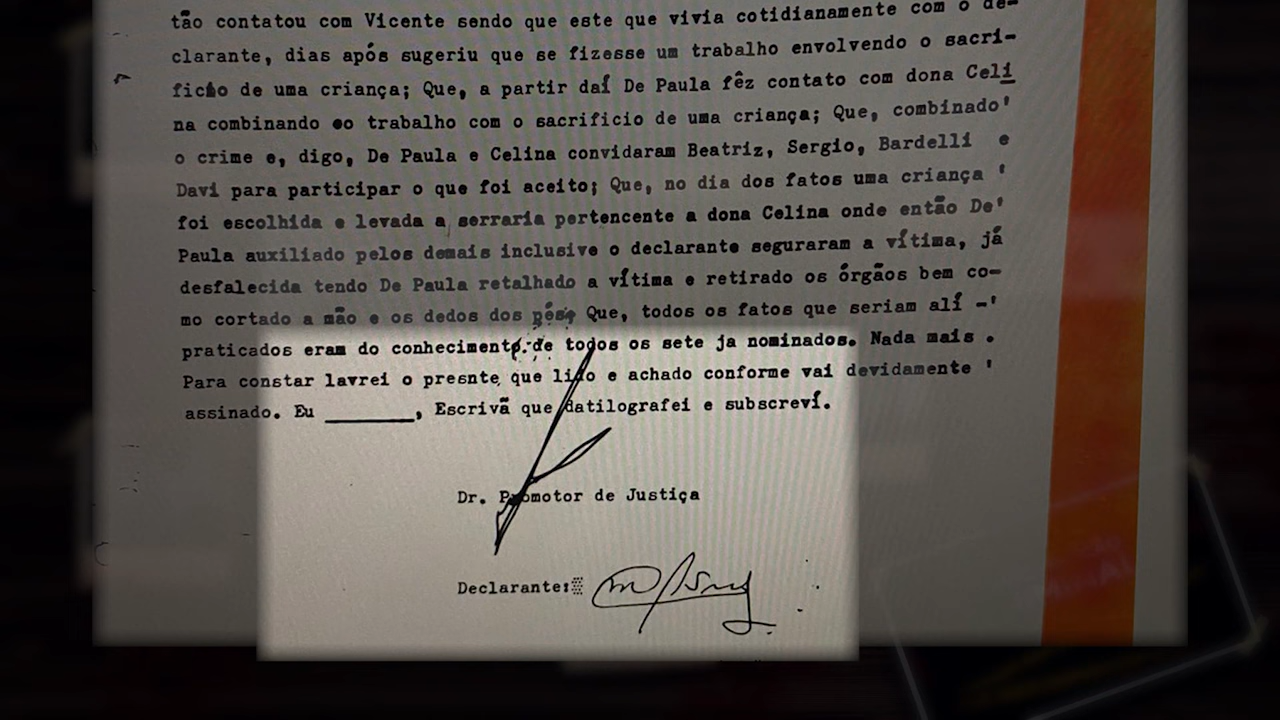 tão contatou com Vicente sendo que este que vivia cotidianamente com o de-
clarante, dias após sugeriu que se fizesse um trabalho envolvendo o sacri-
ficho de uma criança; Que, a partir daí De Paula fêz contato com dona Celi
na combinando oo trabalho com o sacrificio de uma criança; Que, combinado'
o crime e, digo, De Paula e Celina convidaram Beatriz, Sergio, Bardelli e
Davi para participar o que foi aceito; Que, no dia dos fatos uma criança '
foi escolhida e levada a serraria pertencente a dona Celina onde então De'
Paula auxiliado pelos demais inclusive o declarante seguraram a vítima, já
desfalecida tendo De Paula retalhado a vítima e retirado os órgãos bem co-
mo cortado a mão e os dedos dos pés; Que, todos os fatos que seriam alí -'
praticados eram do conhecimento de todos os sete ja nominados. Nada mais .
Para constar lavrei o presnte que lido e achado conforme vai devidamente '
assinado. Eu ________, Escrivã que datilografei e subscreví.
Dr. Promotor de Justiça
Declarante: